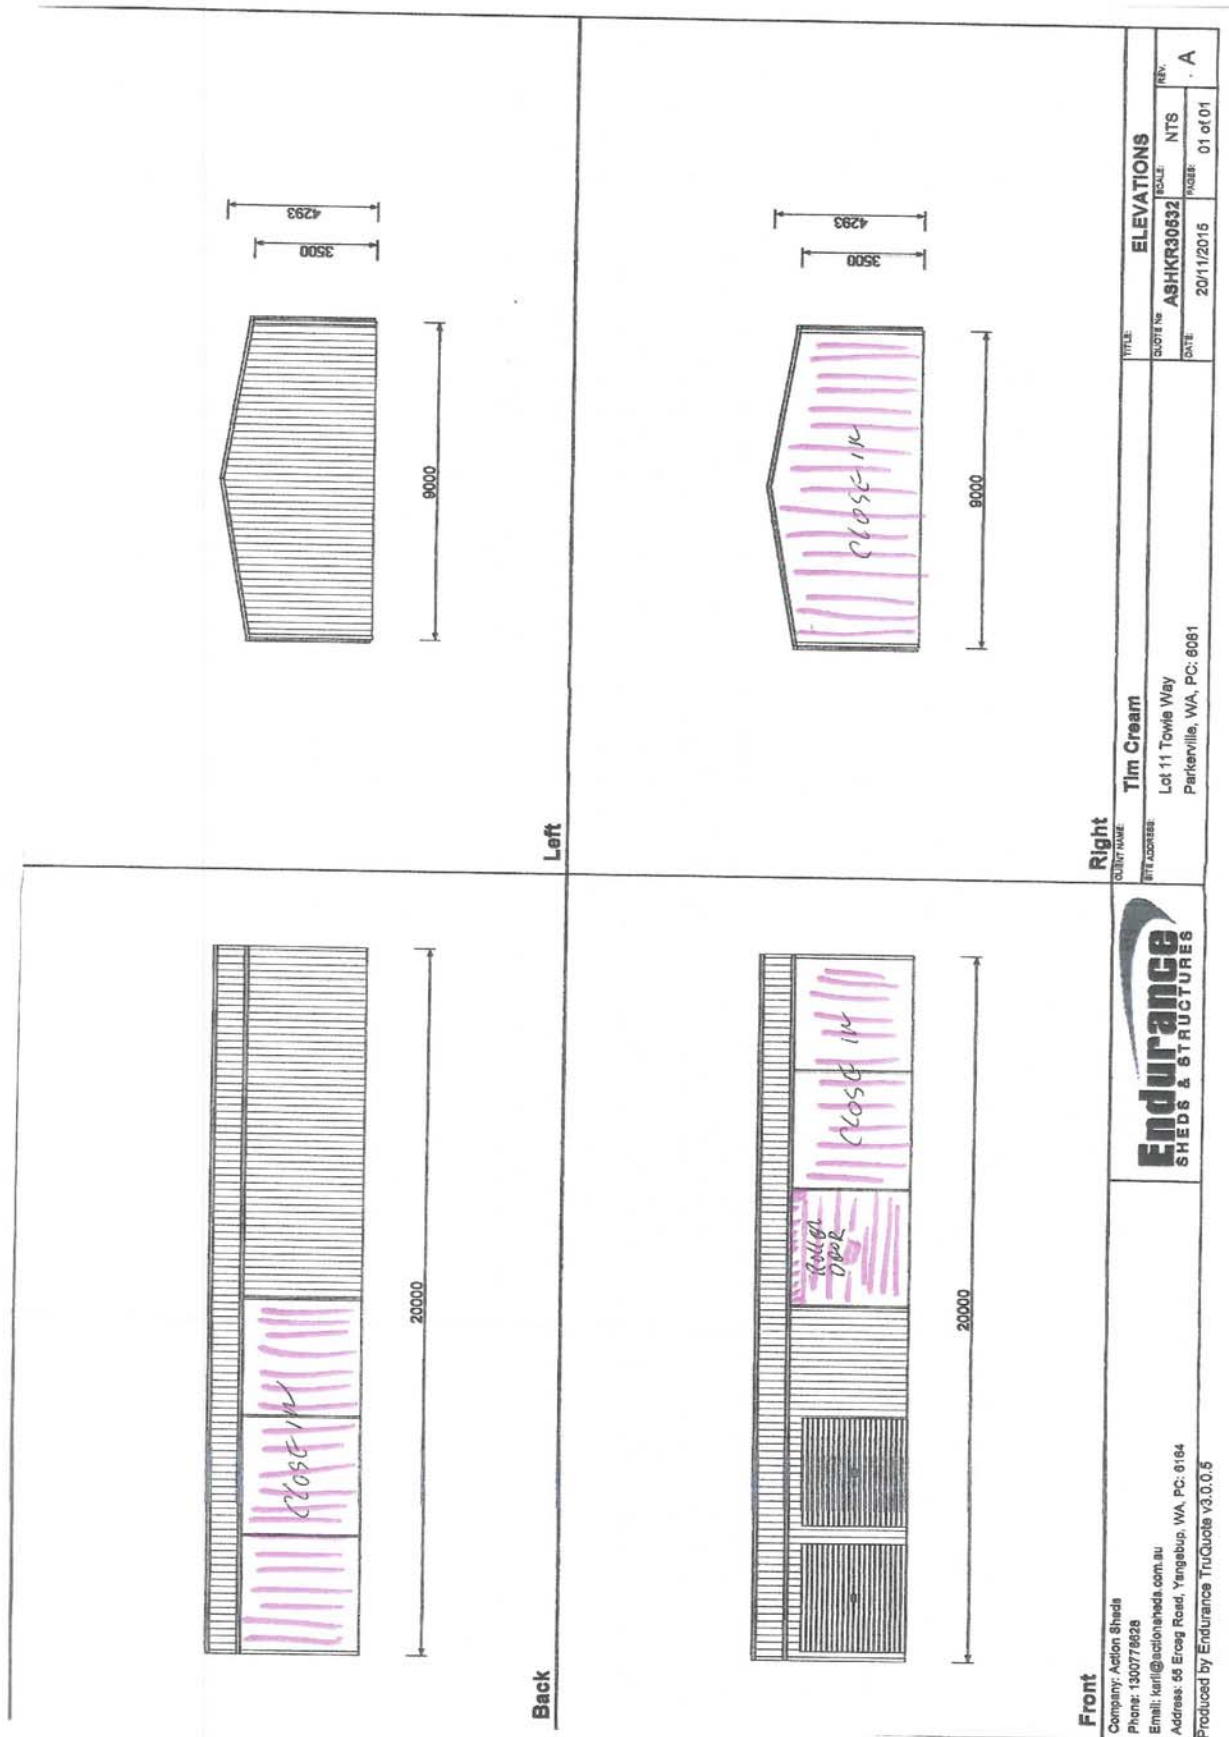 20000
CLOSE IN
Back
9000
3500
4293
Left
20000
ROLLER
DOOR
CLOSE IN
Front
9000
CLOSE IN
3500
4293
Right
Company: Action Sheds
Phone: 1300778628
Email: karli@actionsheds.com.au
Address: 55 Erceg Road, Yangebup, WA, PC: 6164
Produced by Endurance TruQuote v3.0.0.5
Endurance
SHEDS & STRUCTURES
CLIENT NAME: Tim Cream
SITE ADDRESS:
Lot 11 Towie Way
Parkerville, WA, PC: 6081
TITLE: ELEVATIONS
QUOTE No: ASHKR30632
SCALE: NTS
REV. A
DATE: 20/11/2015
PAGES: 01 of 01